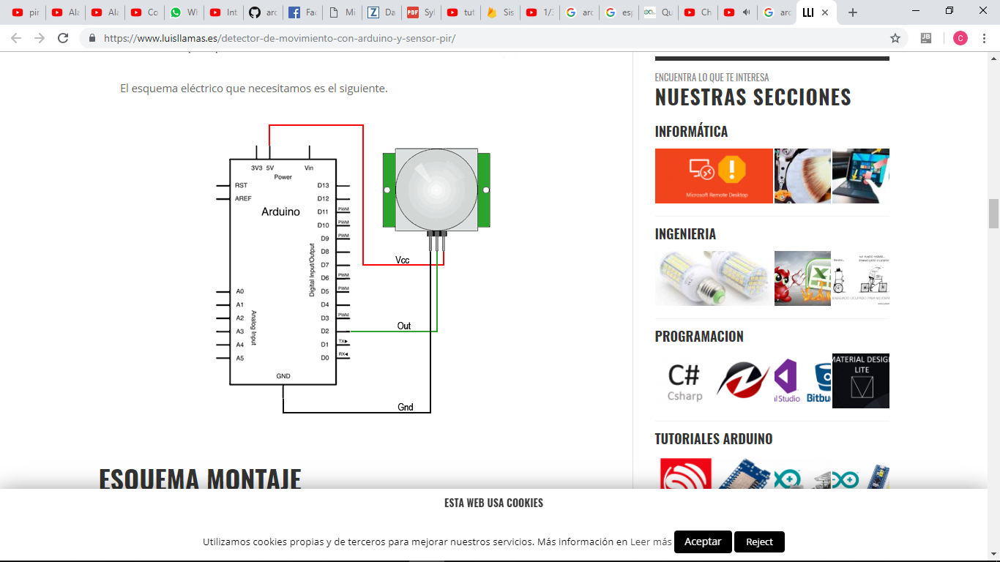 pir
Ala
Ala
Co
Wh
Int
arc
Fac
Mi
Da
Syl
tut
Sis
1/3
arc
esp
Qu
Ch
arc
https://www.luisllamas.es/detector-de-movimiento-con-arduino-y-sensor-pir/
JB
C
El esquema eléctrico que necesitamos es el siguiente.
3V3 5V Vin
Power
RST D13
AREF D12
Arduino D11 PWM
D10 PWM
D9 PWM
D8
D7
D6 PWM
A0 D5 PWM
A1 D4
A2 D3 PWM
A3 D2
A4 D1 TX
A5 D0 RX
Digital Input/Output
Analog Input
GND
Vcc
Out
Gnd
ESQUEMA MONTAJE
ENCUENTRA LO QUE TE INTERESA
NUESTRAS SECCIONES
INFORMÁTICA
Microsoft Remote Desktop
INGENIERIA
PROGRAMACION
C#
Csharp
l Studio
Bitbu
MATERIAL DESIGN
LITE
TUTORIALES ARDUINO
ESTA WEB USA COOKIES
Utilizamos cookies propias y de terceros para mejorar nuestros servicios. Más información en Leer más Aceptar Reject